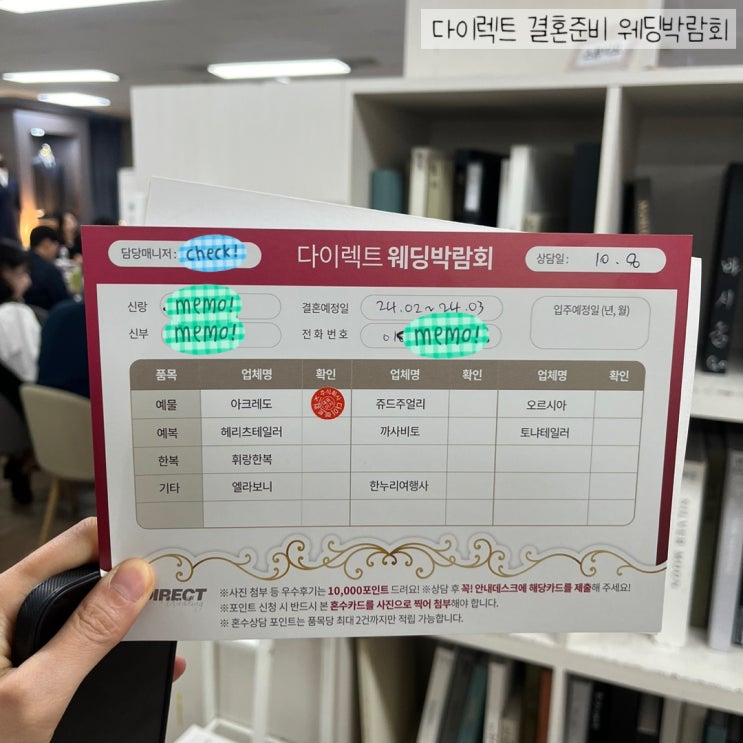 다이렉트 결혼준비 웨딩박람회
담당매니저: check!
다이렉트 웨딩박람회
상담일: 10. 8
신랑 memo!
결혼예정일 24.02~24.03
입주예정일 (년, 월)
신부 memo!
전화번호 01 memo!
품목 업체명 확인 업체명 확인 업체명 확인
예물 아크레도 쥬드주얼리 오르시아
예복 헤리츠테일러 까사비토 토냐테일러
한복 휘랑한복
기타 엘라보니 한누리여행사
DIRECT Wedding
※사진 첨부 등 우수후기는 10,000포인트 드려요! ※상담 후 꼭! 안내데스크에 해당카드를 제출해 주세요!
※포인트 신청 시 반드시 본 혼수카드를 사진으로 찍어 첨부해야 합니다.
※ 혼수상담 포인트는 품목당 최대 2건까지만 적립 가능합니다.